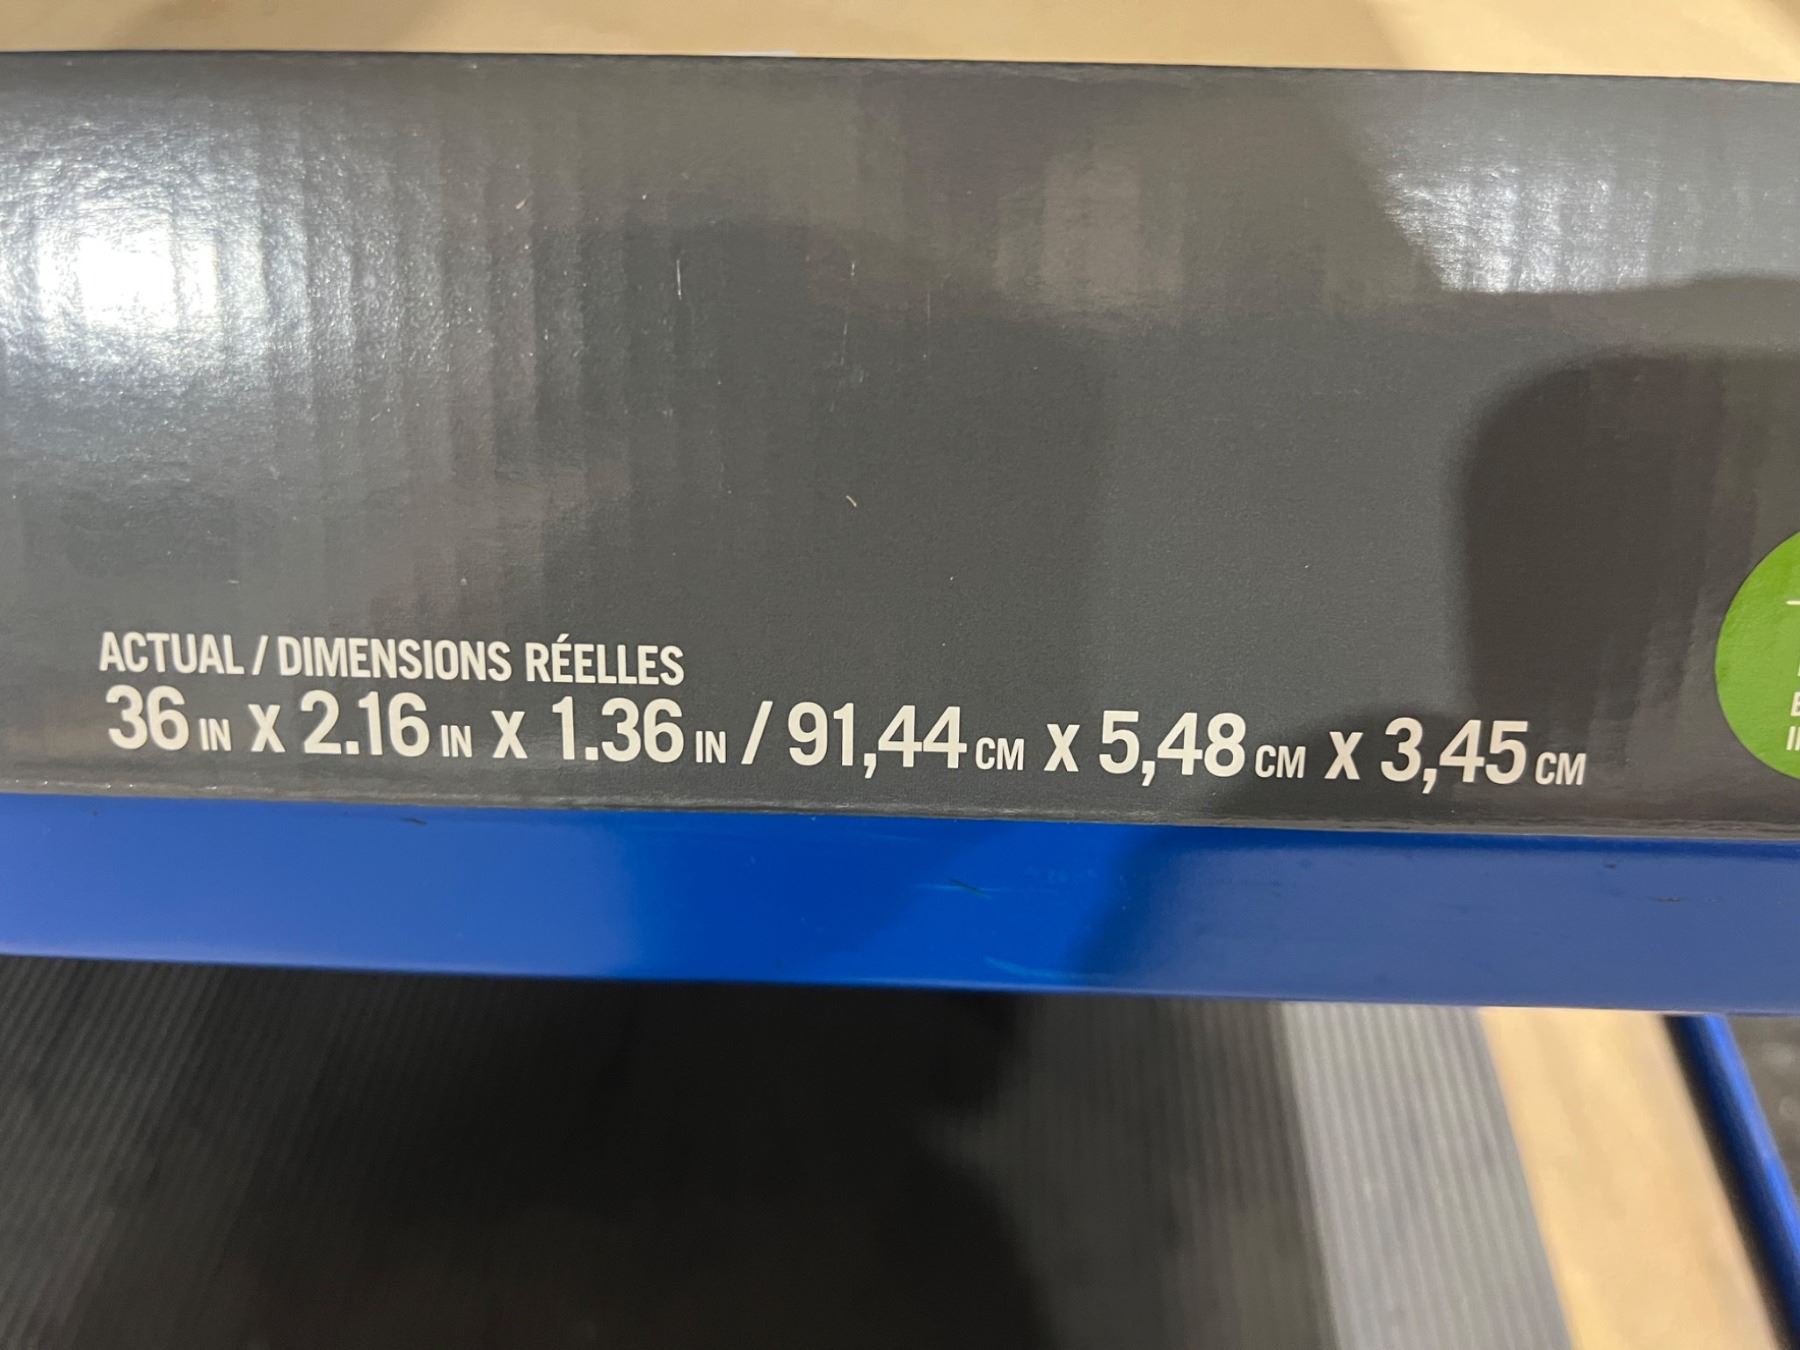 ACTUAL / DIMENSIONS RÉELLES
36 IN X 2.16 IN X 1.36 IN / 91,44 CM X 5,48 CM X 3,45 CM